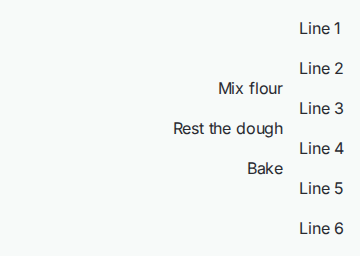 Line 1
Line 2
Mix flour
Line 3
Rest the dough
Line 4
Bake
Line 5
Line 6